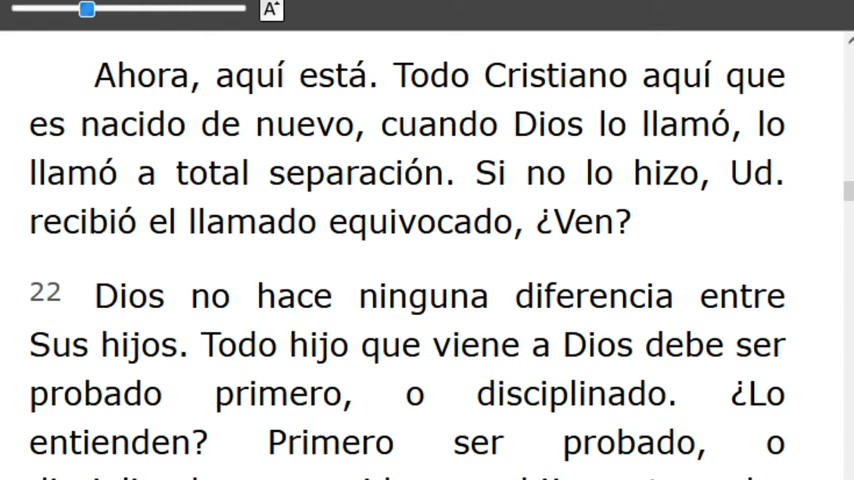 A
Ahora, aquí está. Todo Cristiano aquí que
es nacido de nuevo, cuando Dios lo llamó, lo
llamó a total separación. Si no lo hizo, Ud.
recibió el llamado equivocado, ¿Ven?
22 Dios no hace ninguna diferencia entre
Sus hijos. Todo hijo que viene a Dios debe ser
probado primero, o disciplinado. ¿Lo
entienden? Primero ser probado, o